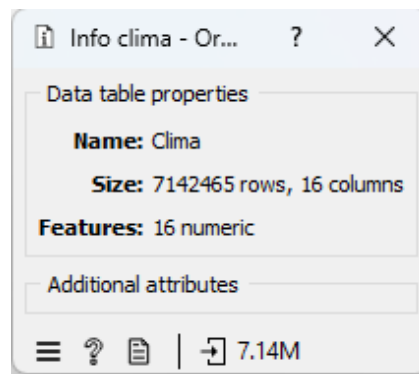 Info clima - Or... ?
Data table properties
Name: Clima
Size: 7142465 rows, 16 columns
Features: 16 numeric
Additional attributes
7.14M